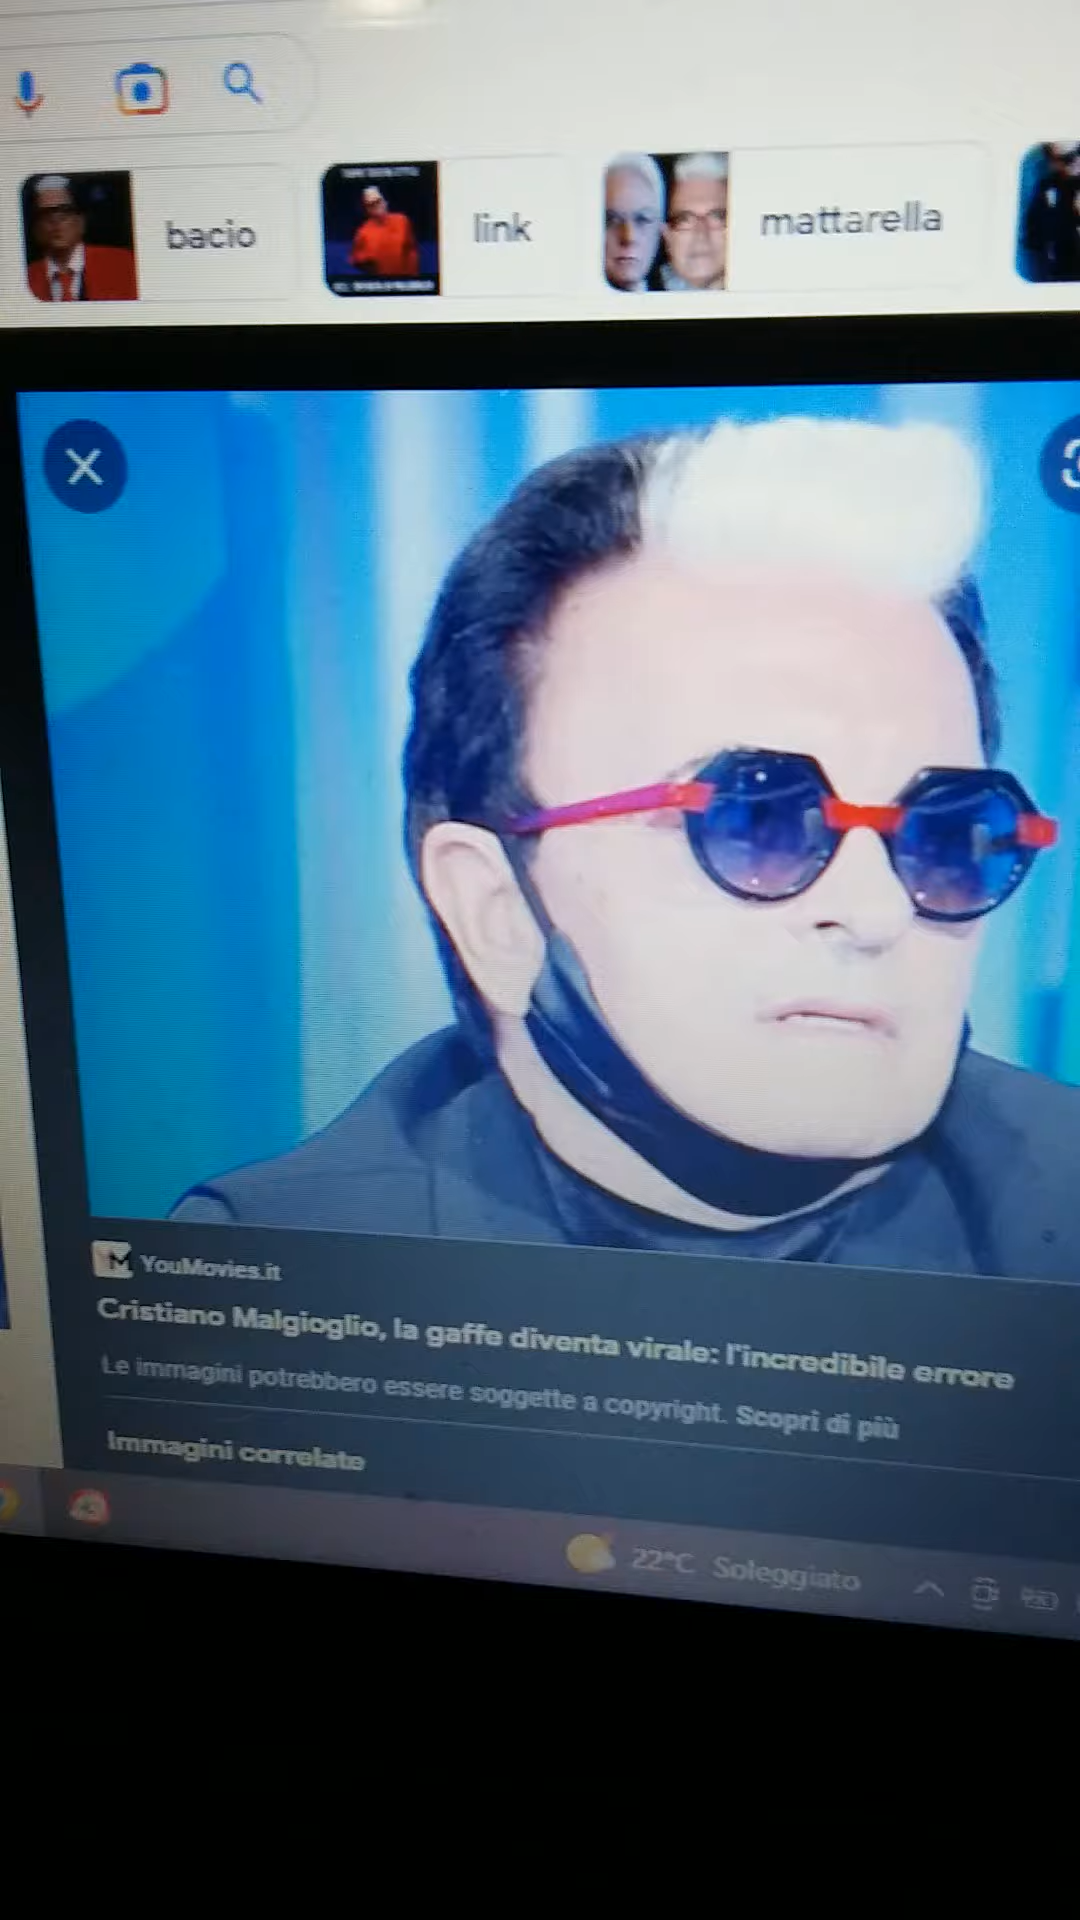 bacio
link
mattarella
YouMovies.it
Cristiano Malgioglio, la gaffe diventa virale: l'incredibile errore
Le immagini potrebbero essere soggette a copyright. Scopri di più
Immagini correlate
22°C Soleggiato